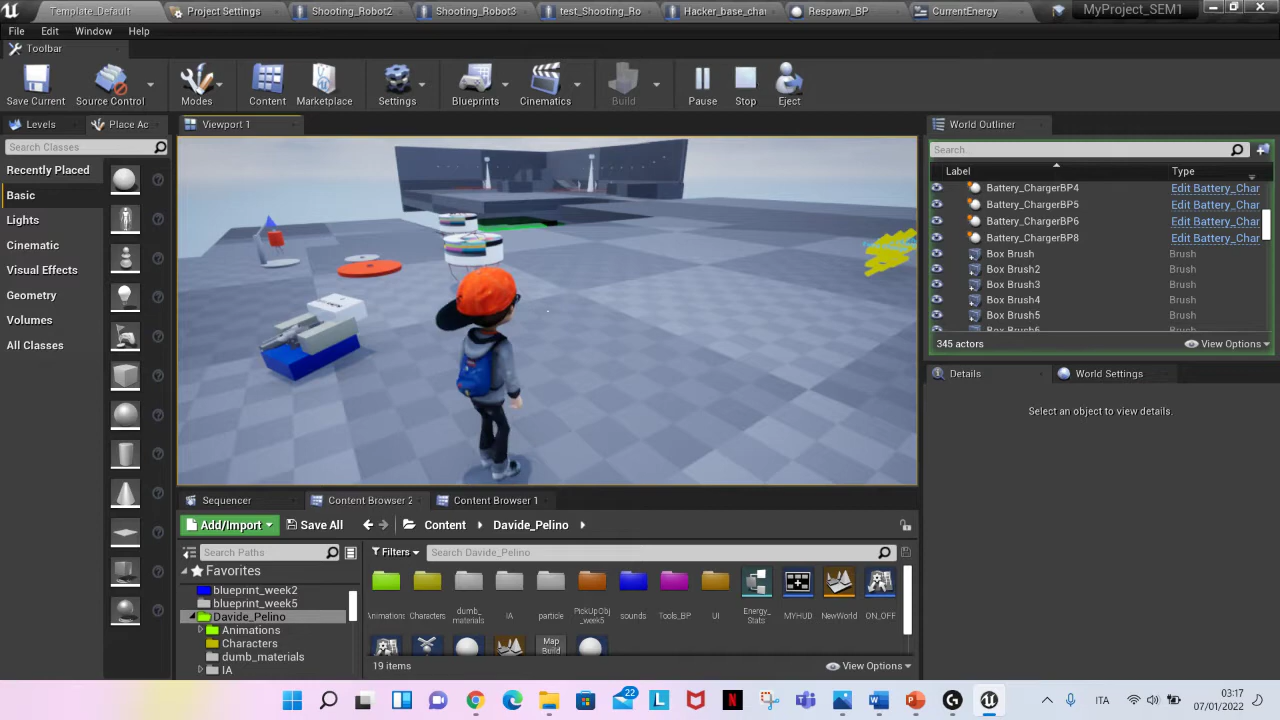 Template_Default
Project Settings
Shooting_Robot2
Shooting_Robot3
test_Shooting_Ro
Hacker_base_cha
Respawn_BP
CurrentEnergy
MyProject_SEM1
File Edit Window Help
Toolbar
Save Current
Source Control
Modes
Content
Marketplace
Settings
Blueprints
Cinematics
Build
Pause
Stop
Eject
Levels
Place Ac
Search Classes
Recently Placed
Basic
Lights
Cinematic
Visual Effects
Geometry
Volumes
All Classes
Viewport 1
World Outliner
Search...
Label Type
Battery_ChargerBP4 Edit Battery_Char
Battery_ChargerBP5 Edit Battery_Char
Battery_ChargerBP6 Edit Battery_Char
Battery_ChargerBP8 Edit Battery_Char
Box Brush Brush
Box Brush2 Brush
Box Brush3 Brush
Box Brush4 Brush
Box Brush5 Brush
Box Brush6 Brush
345 actors View Options
Details
World Settings
Select an object to view details.
Sequencer
Content Browser 2
Content Browser 1
Add/Import
Save All
Content
Davide_Pelino
Search Paths
Filters
Search Davide_Pelino
Favorites
blueprint_week2
blueprint_week5
Davide_Pelino
Animations
Characters
dumb_materials
IA
Animations
Characters
dumb_
materials
IA
particle
PickUpObj_
week5
sounds
Tools_BP
UI
Energy_
Stats
MYHUD
NewWorld
ON_OFF
Map
Build
19 items View Options
22
ITA
03:17
07/01/2022